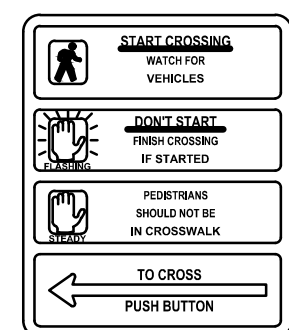 START CROSSING
WATCH FOR
VEHICLES
DON'T START
FINISH CROSSING
IF STARTED
FLASHING
PEDISTRIANS
SHOULD NOT BE
IN CROSSWALK
STEADY
TO CROSS
PUSH BUTTON